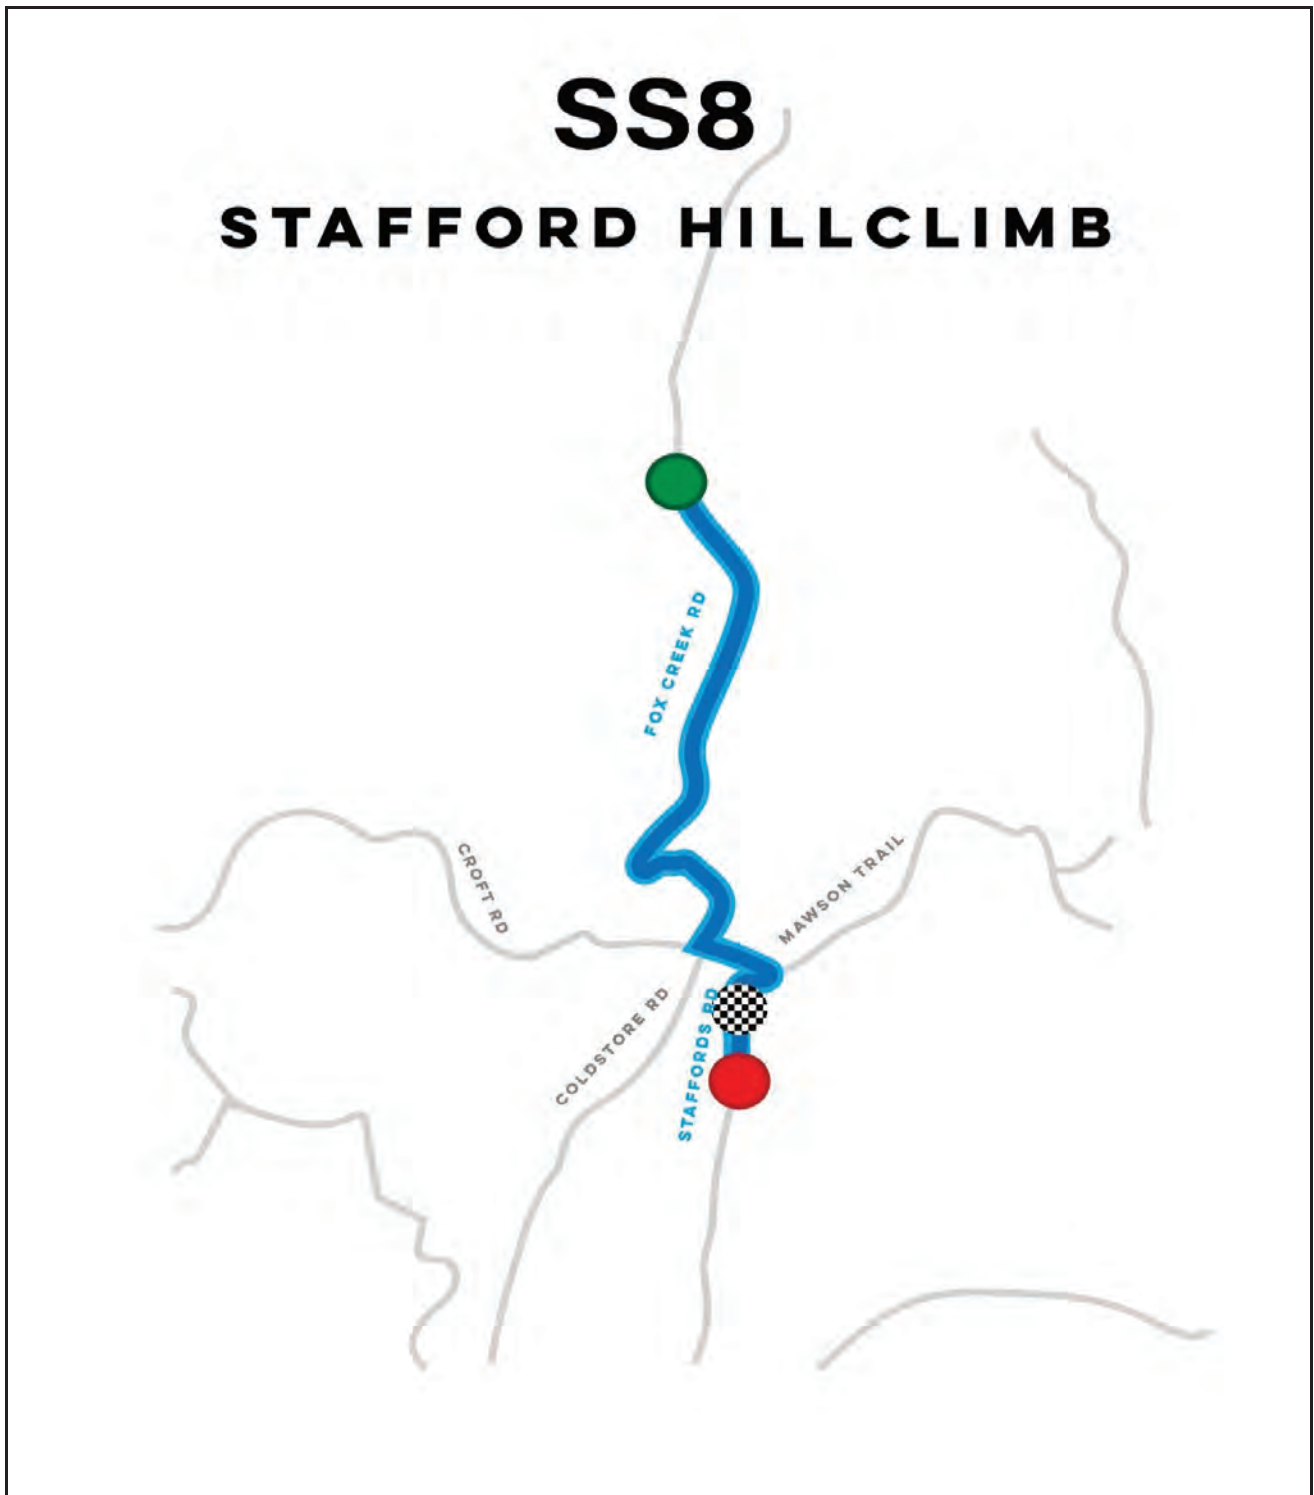 SS8
STAFFORD HILLCLIMB
FOX CREEK RD
CROFT RD
MAWSON TRAIL
COLDSTORE RD
STAFFORDS RD